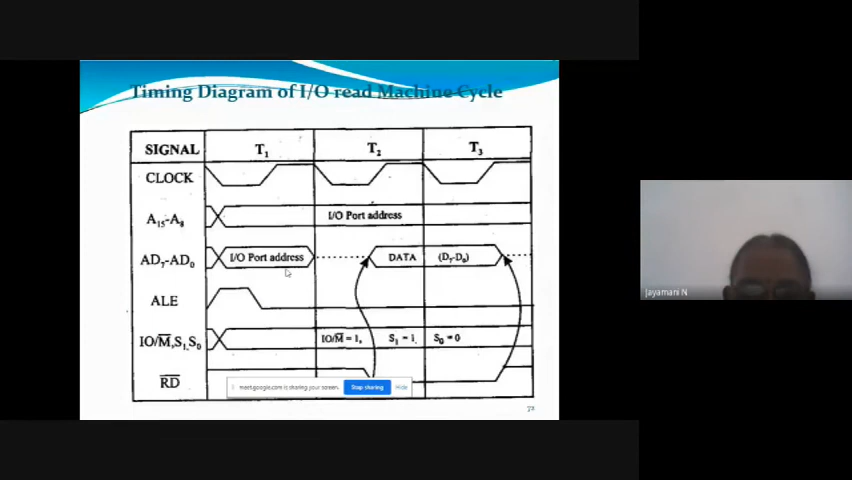 Timing Diagram of I/O read Machine Cycle
SIGNAL T₁ T₂ T₃
CLOCK
A₁₅-A₈ I/O Port address
AD₇-AD₀ I/O Port address DATA (D₇-D₀)
ALE
IO/M̅,S₁,S₀ IO/M̅ = 1, S₁ = 1, S₀ = 0
R̅D̅
meet.google.com is sharing your screen. Stop sharing Hide
Jayamani N